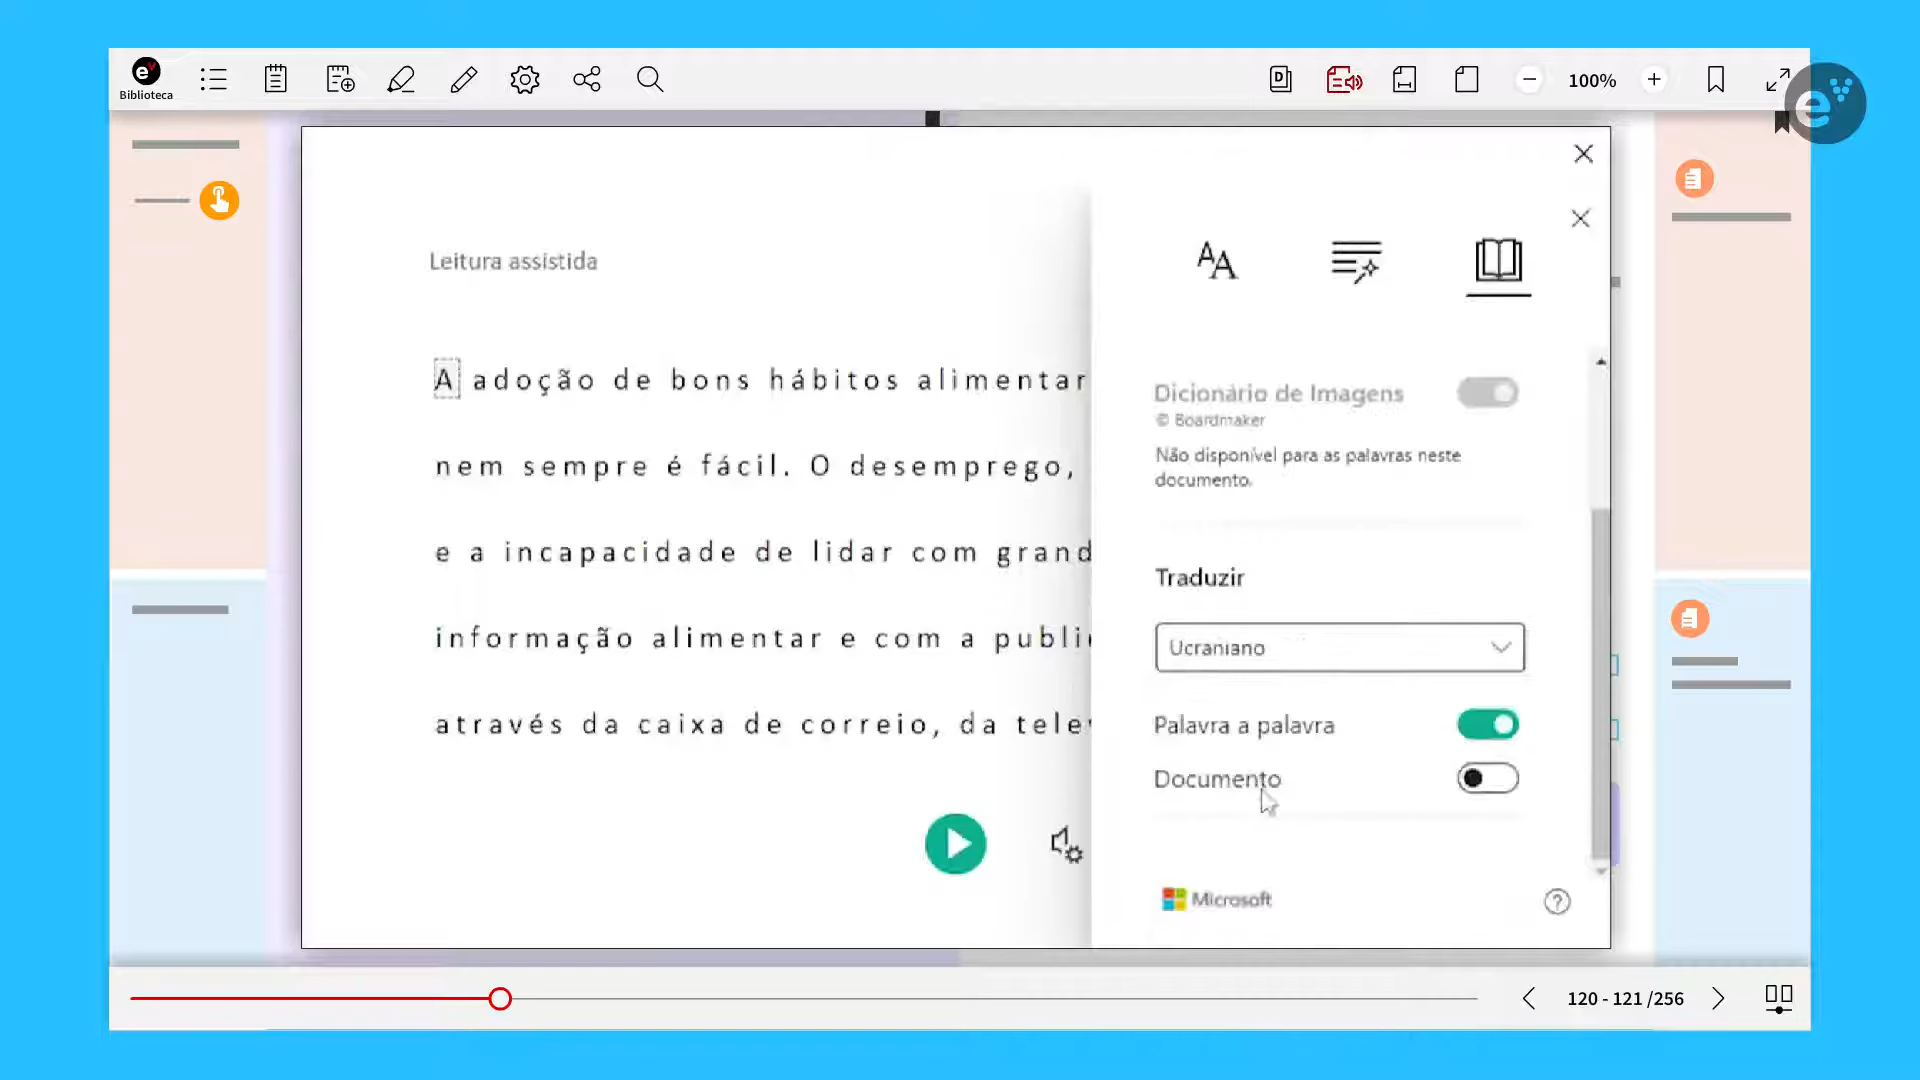 Biblioteca
100%
Leitura assistida
A adoção de bons hábitos alimentar
nem sempre é fácil. O desemprego,
e a incapacidade de lidar com grand
informação alimentar e com a publi
através da caixa de correio, da tele
Dicionário de Imagens
© Boardmaker
Não disponível para as palavras neste
documento.
Traduzir
Ucraniano
Palavra a palavra
Documento
Microsoft
120 - 121 /256